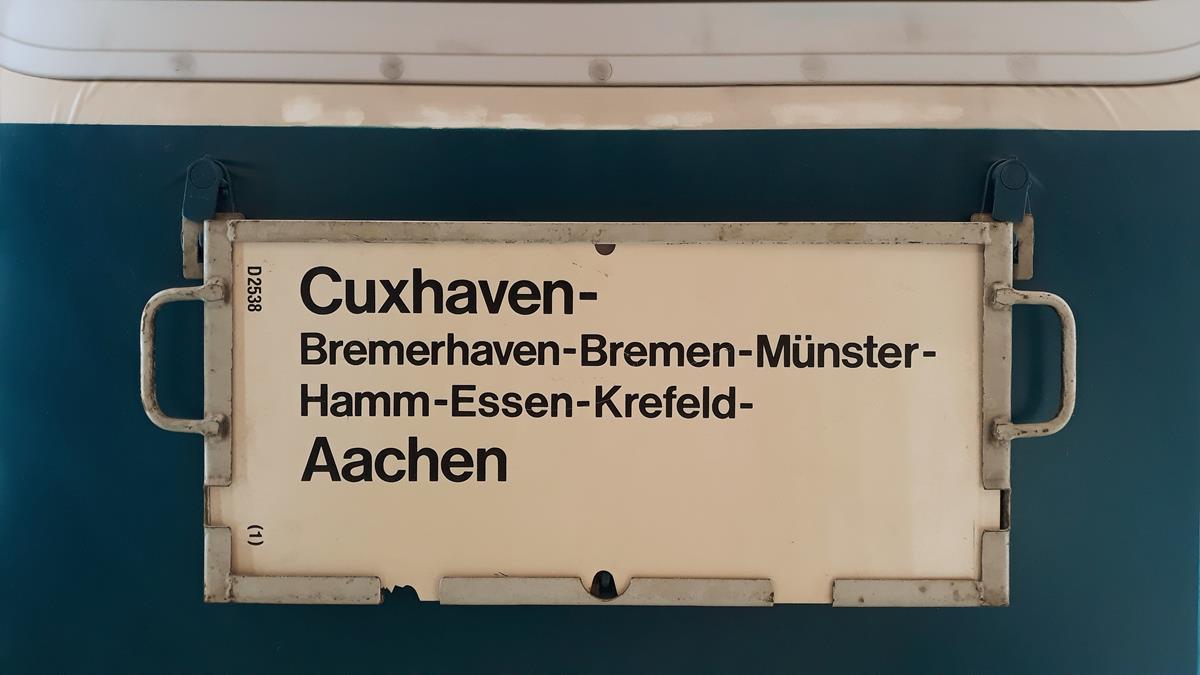 D2538
Cuxhaven-
Bremerhaven-Bremen-Münster-
Hamm-Essen-Krefeld-
Aachen
(1)